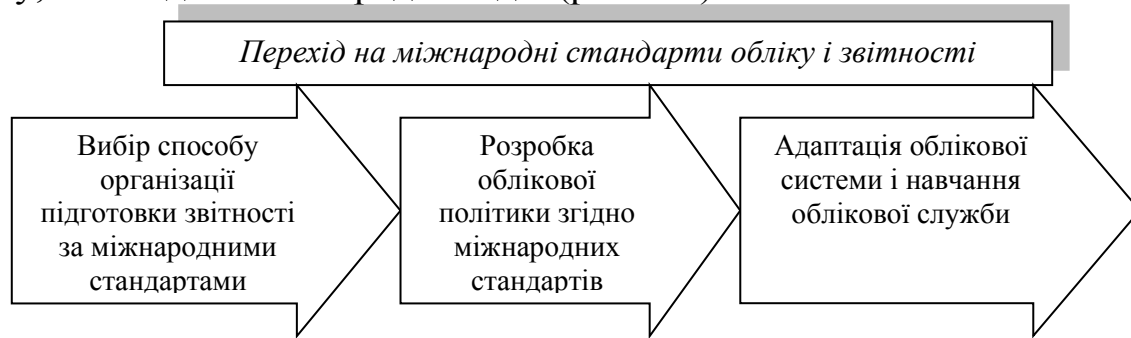 Перехід на міжнародні стандарти обліку і звітності
Вибір способу
організації
підготовки звітності
за міжнародними
стандартами
Розробка
облікової
політики згідно
міжнародних
стандартів
Адаптація облікової
системи і навчання
облікової служби